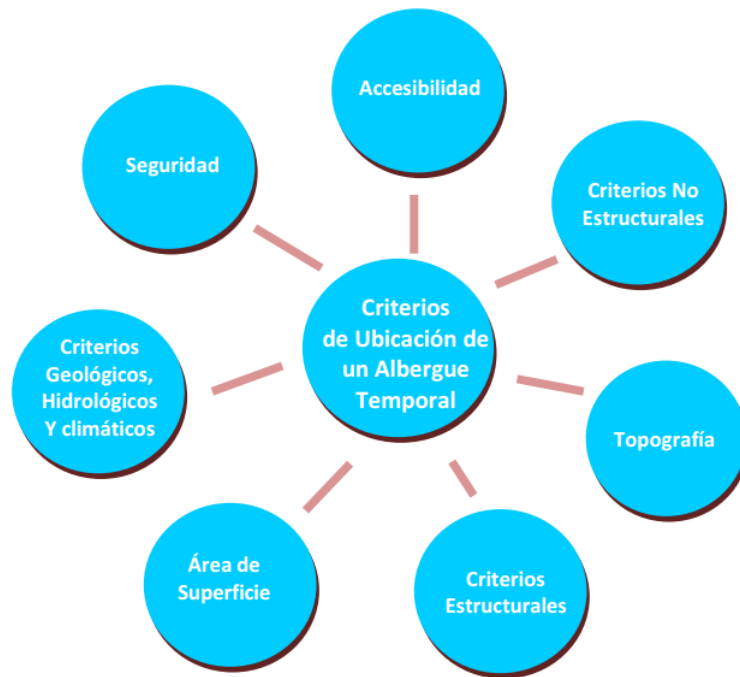 Accesibilidad
Seguridad
Criterios No
Estructurales
Criterios
de Ubicación de
un Albergue
Temporal
Criterios
Geológicos,
Hidrológicos
Y climáticos
Topografía
Área de
Superficie
Criterios
Estructurales